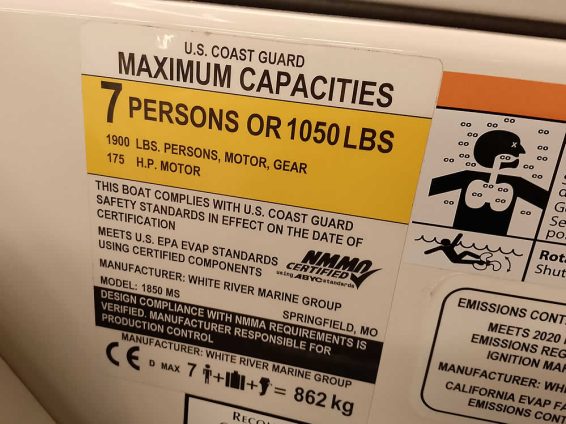 U.S. COAST GUARD
MAXIMUM CAPACITIES
7 PERSONS OR 1050 LBS
1900 LBS. PERSONS, MOTOR, GEAR
175 H.P. MOTOR
THIS BOAT COMPLIES WITH U.S. COAST GUARD
SAFETY STANDARDS IN EFFECT ON THE DATE OF
CERTIFICATION
MEETS U.S. EPA EVAP STANDARDS
USING CERTIFIED COMPONENTS
NMMA
CERTIFIED
using ABYC standards
MANUFACTURER: WHITE RIVER MARINE GROUP
MODEL: 1850 MS
SPRINGFIELD, MO
DESIGN COMPLIANCE WITH NMMA REQUIREMENTS IS
VERIFIED. MANUFACTURER RESPONSIBLE FOR
PRODUCTION CONTROL
MANUFACTURER: WHITE RIVER MARINE GROUP
CE D MAX 7 + + = 862 kg
Rota
Shut
EMISSIONS CONT
MEETS 2020
EMISSIONS REG
IGNITION MA
MANUFACTURER: WHI
CALIFORNIA EVAP FA
EMISSIONS CONT
RECO